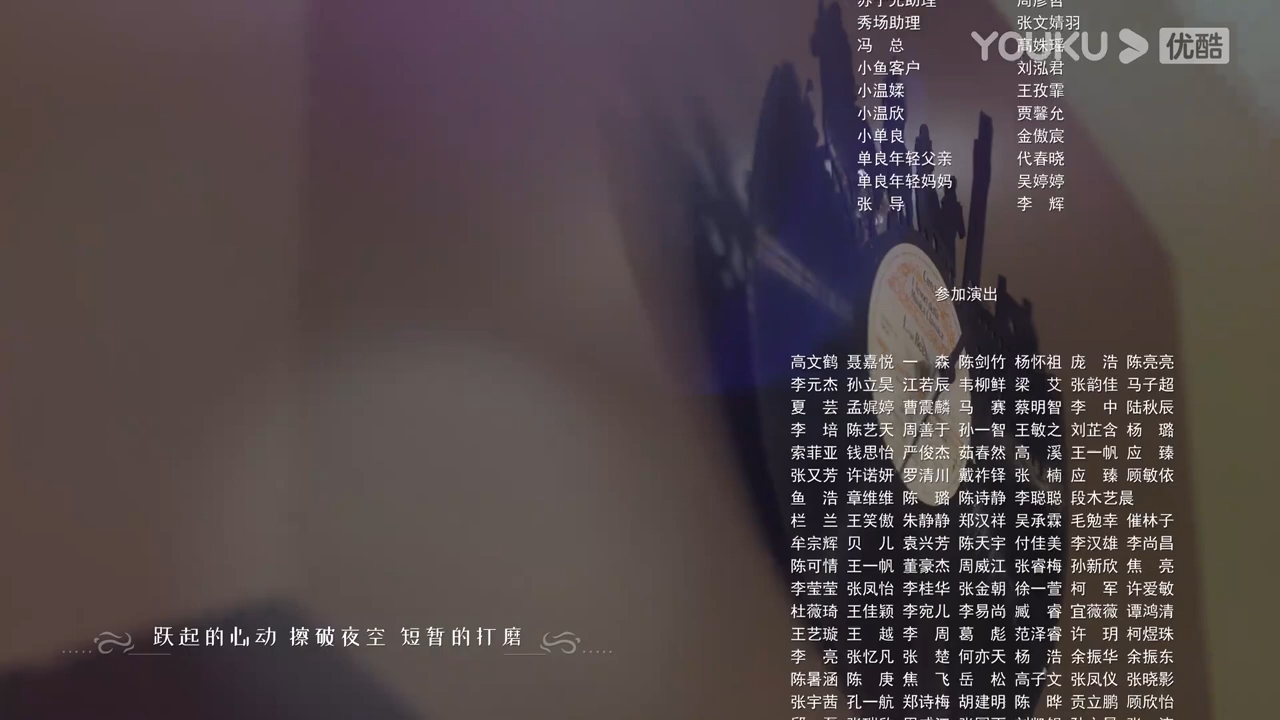 秀场助理 张文婧羽
冯 总 高姝瑶
YOUKU 优酷
小鱼客户 刘泓君
小温媃 王孜霏
小温欣 贾馨允
小单良 金傲宸
单良年轻父亲 代春晓
单良年轻妈妈 吴婷婷
张 导 李 辉
参加演出
高文鹤 聂嘉悦 一 森 陈剑竹 杨怀祖 庞 浩 陈亮亮
李元杰 孙立昊 江若辰 韦柳鲜 梁 艾 张韵佳 马子超
夏 芸 孟娓婷 曹震麟 马 赛 蔡明智 李 中 陆秋辰
李 培 陈艺天 周善于 孙一智 王敏之 刘芷含 杨 璐
索菲亚 钱思怡 严俊杰 茹春然 高 溪 王一帆 应 臻
张又芳 许诺妍 罗清川 戴祚铎 张 楠 应 臻 顾敏依
鱼 浩 章维维 陈 璐 陈诗静 李聪聪 段木艺晨
栏 兰 王笑傲 朱静静 郑汉祥 吴承霖 毛勉幸 催林子
牟宗辉 贝 儿 袁兴芳 陈天宇 付佳美 李汉雄 李尚昌
陈可情 王一帆 董豪杰 周威江 张睿梅 孙新欣 焦 亮
李莹莹 张凤怡 李桂华 张金朝 徐一萱 柯 军 许爱敏
杜薇琦 王佳颖 李宛儿 李易尚 臧 睿 宜薇薇 谭鸿清
王艺璇 王 越 李 周 葛 彪 范泽睿 许 玥 柯煜珠
跃起的心动 擦破夜空 短暂的打磨
李 亮 张忆凡 张 楚 何亦天 杨 浩 余振华 余振东
陈暑涵 陈 庚 焦 飞 岳 松 高子文 张凤仪 张晓影
张宇茜 孔一航 郑诗梅 胡建明 陈 晔 贡立鹏 顾欣怡